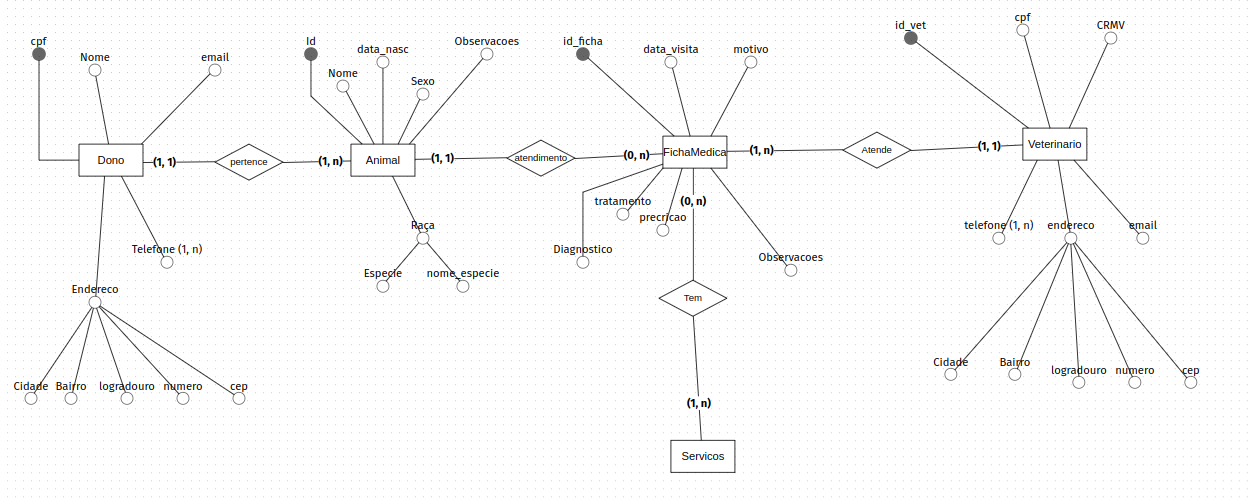 cpf
Nome
email
Id
Nome
data_nasc
Sexo
Observacoes
id_ficha
data_visita
motivo
id_vet
cpf
CRMV
Dono
(1, 1)
pertence
(1, n)
Animal
(1, 1)
atendimento
(0, n)
FichaMedica
(1, n)
Atende
(1, 1)
Veterinario
Telefone (1, n)
Raça
Especie
nome_especie
tratamento
precricao
(0, n)
Diagnostico
Observacoes
telefone (1, n)
endereco
email
Endereco
Tem
Cidade
Bairro
logradouro
numero
cep
Cidade
Bairro
logradouro
numero
cep
(1, n)
Servicos